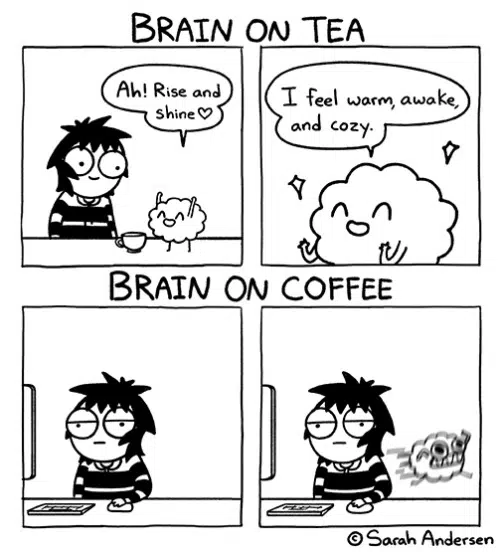 BRAIN ON TEA
Ah! Rise and
shine♡
I feel warm, awake,
and cozy.
BRAIN ON COFFEE
© Sarah Andersen